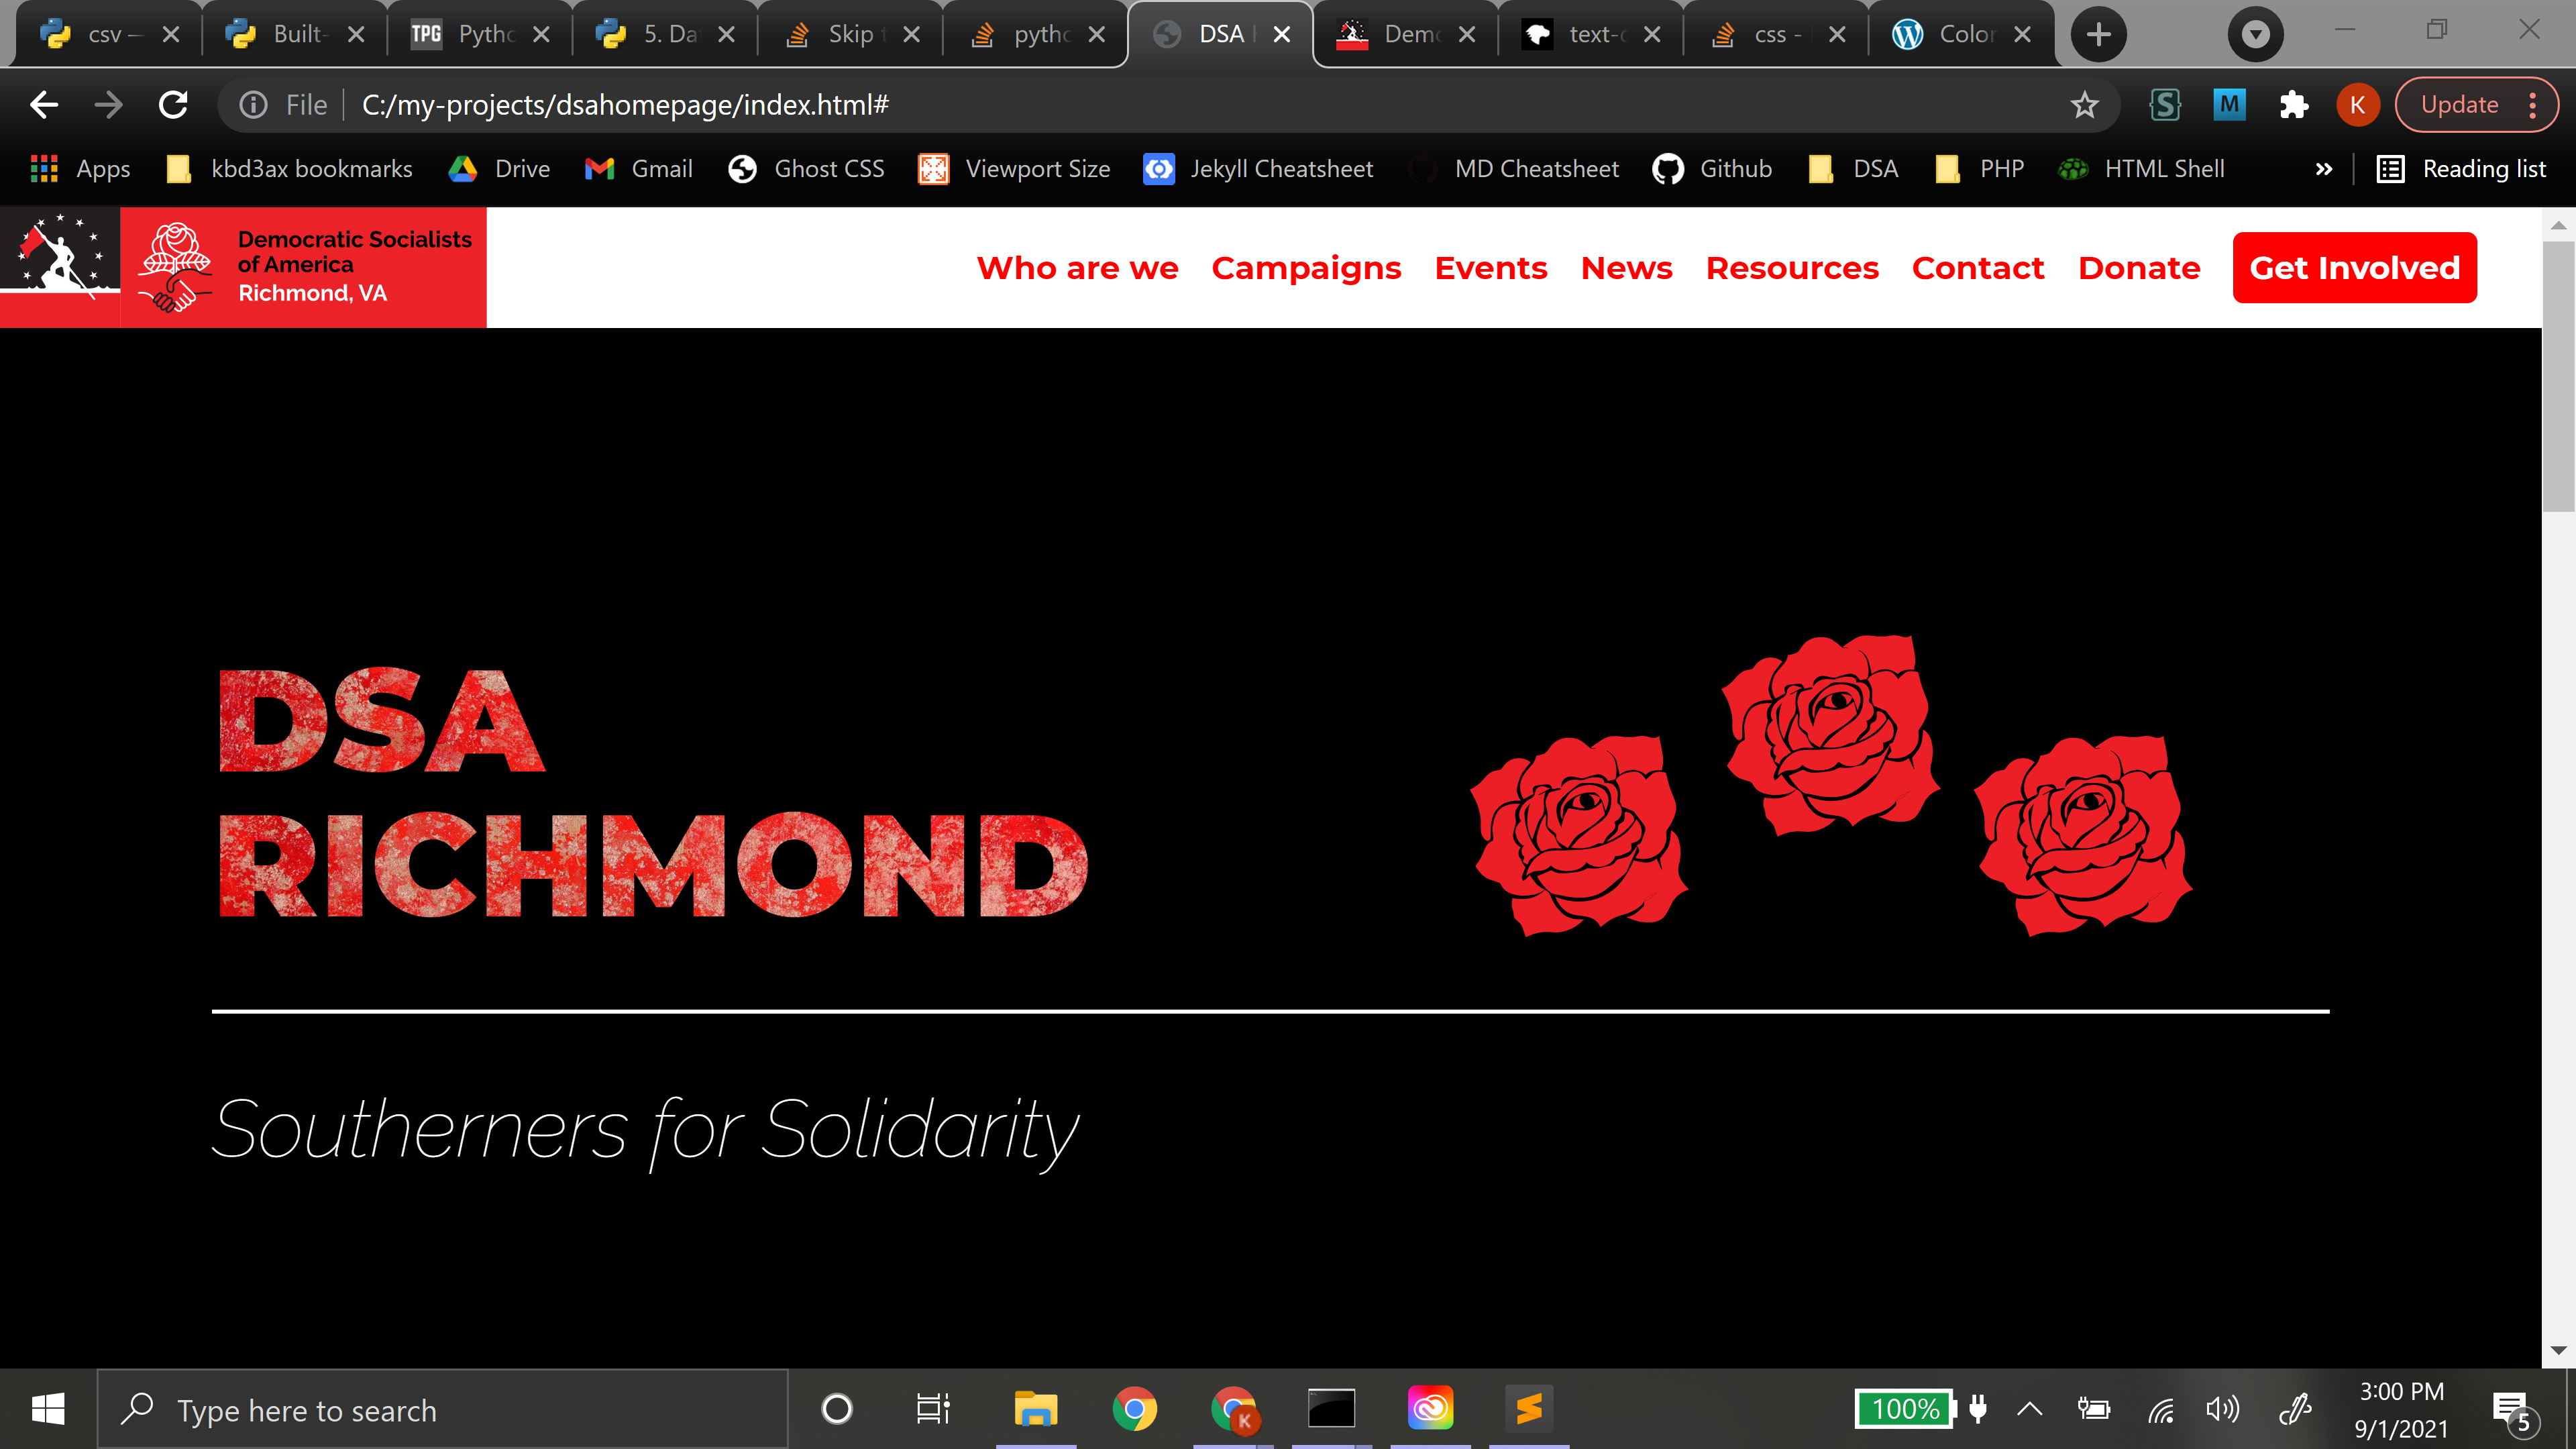 csv —
Built-
TPG Pytho
5. Da
Skip t
pytho
DSA
Demo
text-
css -
Color
File C:/my-projects/dsahomepage/index.html#
S M K Update
Apps kbd3ax bookmarks Drive Gmail Ghost CSS Viewport Size Jekyll Cheatsheet MD Cheatsheet Github DSA PHP HTML Shell » Reading list
Democratic Socialists
of America
Richmond, VA
Who are we Campaigns Events News Resources Contact Donate Get Involved
DSA
RICHMOND
Southerners for Solidarity
Type here to search
K
100%
3:00 PM
9/1/2021
5